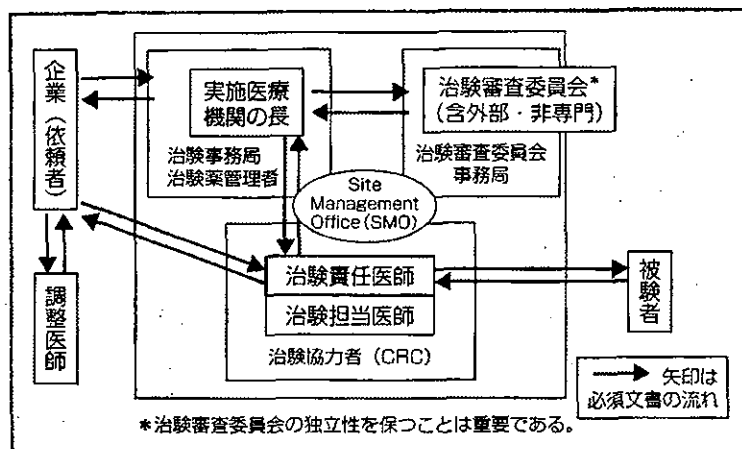 企業（依頼者）
実施医療
機関の長
治験審査委員会*
（含外部・非専門）
治験事務局
治験薬管理者
治験審査委員会
事務局
Site
Management
Office(SMO)
治験責任医師
治験担当医師
治験協力者（CRC）
調整医師
被験者
矢印は
必須文書の流れ
*治験審査委員会の独立性を保つことは重要である。